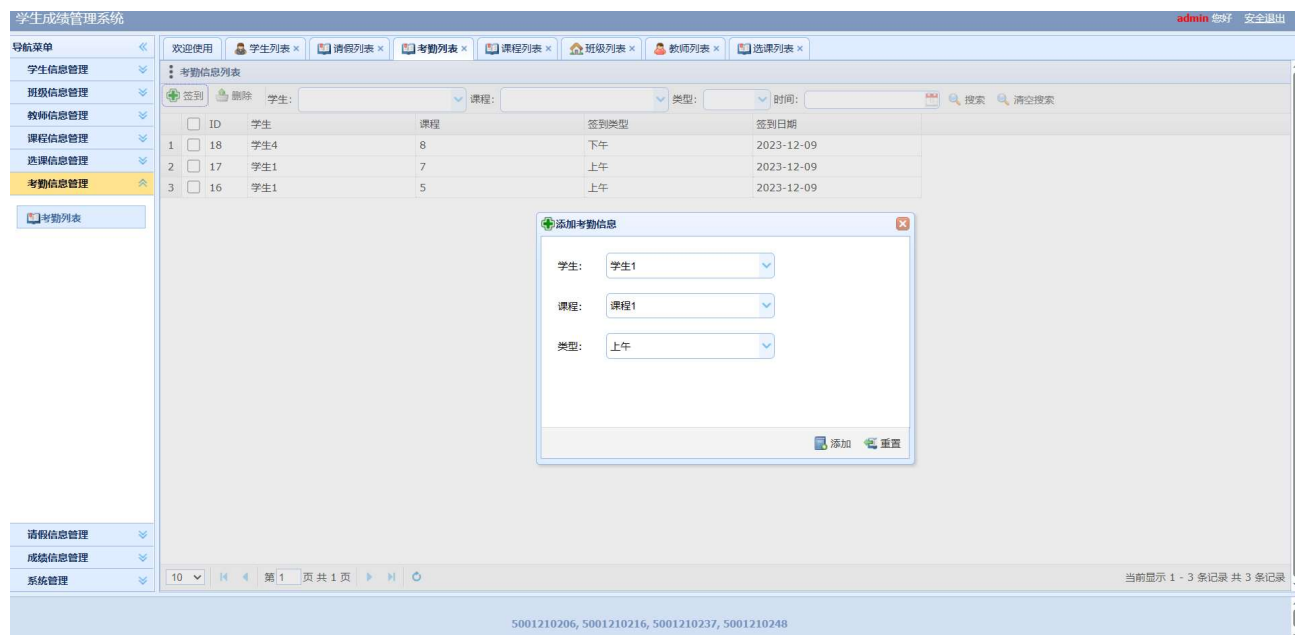 学生成绩管理系统
admin 您好 安全退出
导航菜单
欢迎使用 学生列表 请假列表 考勤列表 课程列表 班级列表 教师列表 选课列表
学生信息管理
班级信息管理
教师信息管理
课程信息管理
选课信息管理
考勤信息管理
考勤列表
请假信息管理
成绩信息管理
系统管理
考勤信息列表
签到 删除 学生: 课程: 类型: 时间: 搜索 清空搜索
ID 学生 课程 签到类型 签到日期
1 18 学生4 8 下午 2023-12-09
2 17 学生1 7 上午 2023-12-09
3 16 学生1 5 上午 2023-12-09
添加考勤信息
学生: 学生1
课程: 课程1
类型: 上午
添加 重置
10 第 1 页 共 1 页
当前显示 1 - 3 条记录 共 3 条记录
5001210206, 5001210216, 5001210237, 5001210248